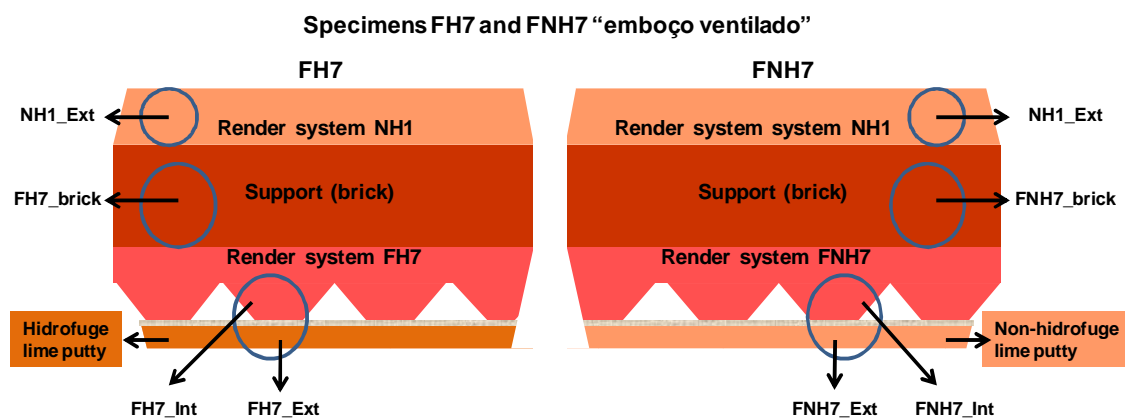 Specimens FH7 and FNH7 “emboço ventilado”
FH7
FNH7
NH1_Ext
Render system NH1
Render system system NH1
NH1_Ext
FH7_brick
Support (brick)
Support (brick)
FNH7_brick
Render system FH7
Render system FNH7
Hidrofuge
lime putty
Non-hidrofuge
lime putty
FH7_Int
FH7_Ext
FNH7_Ext
FNH7_Int